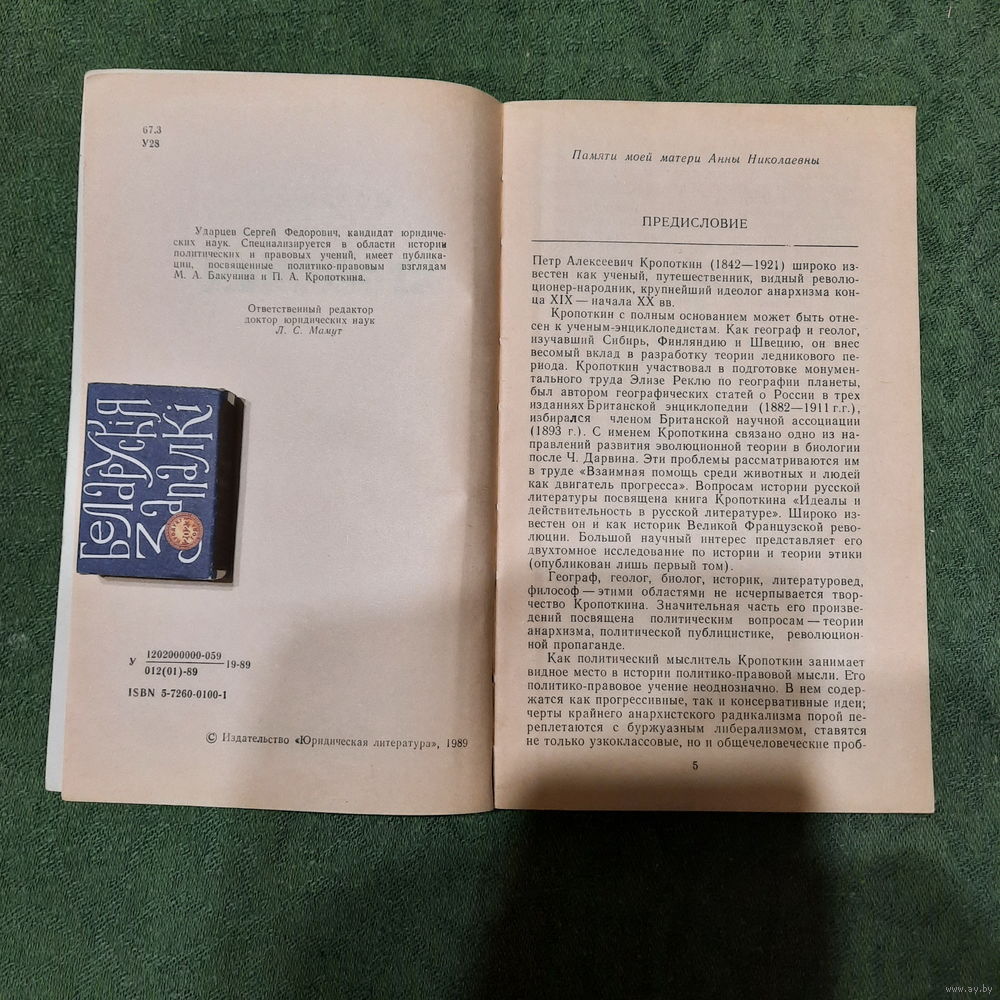 67.3
У28
Ударцев Сергей Федорович, кандидат юридиче-
ских наук. Специализируется в области истории
политических и правовых учений, имеет публика-
ции, посвященные политико-правовым взглядам
М. А. Бакунина и П. А. Кропоткина.
Ответственный редактор
доктор юридических наук
Л. С. Мамут
Беларускія
Zапалкі
У 1202000000-059 19-89
012(01)-89
ISBN 5-7260-0100-1
© Издательство «Юридическая литература», 1989
Памяти моей матери Анны Николаевны
ПРЕДИСЛОВИЕ
Петр Алексеевич Кропоткин (1842—1921) широко из-
вестен как ученый, путешественник, видный револю-
ционер-народник, крупнейший идеолог анархизма кон-
ца XIX — начала XX вв.
Кропоткин с полным основанием может быть отне-
сен к ученым-энциклопедистам. Как географ и геолог,
изучавший Сибирь, Финляндию и Швецию, он внес
весомый вклад в разработку теории ледникового пе-
риода. Кропоткин участвовал в подготовке монумен-
тального труда Элизе Реклю по географии планеты,
был автором географических статей о России в трех
изданиях Британской энциклопедии (1882—1911 г.г.),
избирался членом Британской научной ассоциации
(1893 г.). С именем Кропоткина связано одно из на-
правлений развития эволюционной теории в биологии
после Ч. Дарвина. Эти проблемы рассматриваются им
в труде «Взаимная помощь среди животных и людей
как двигатель прогресса». Вопросам истории русской
литературы посвящена книга Кропоткина «Идеалы и
действительность в русской литературе». Широко из-
вестен он и как историк Великой Французской рево-
люции. Большой научный интерес представляет его
двухтомное исследование по истории и теории этики
(опубликован лишь первый том).
Географ, геолог, биолог, историк, литературовед,
философ — этими областями не исчерпывается твор-
чество Кропоткина. Значительная часть его произве-
дений посвящена политическим вопросам — теории
анархизма, политической публицистике, революцион-
ной пропаганде.
Как политический мыслитель Кропоткин занимает
видное место в истории политико-правовой мысли. Его
политико-правовое учение неоднозначно. В нем содер-
жатся как прогрессивные, так и консервативные идеи;
черты крайнего анархистского радикализма порой пе-
реплетаются с буржуазным либерализмом, ставятся
не только узкоклассовые, но и общечеловеческие проб-
5
www.ay.by